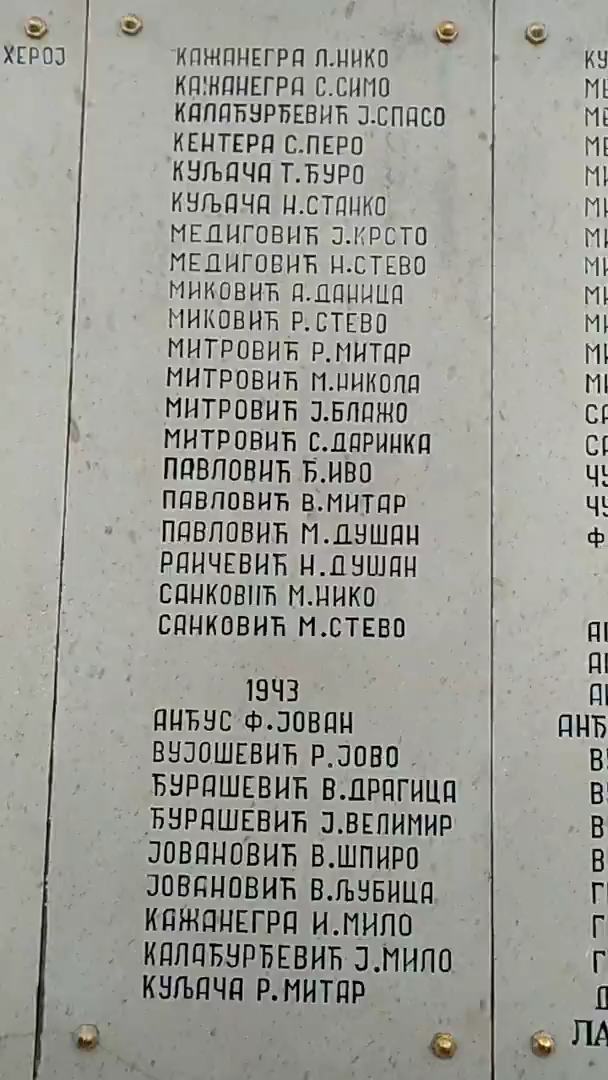 ХЕРОЈ
КАЖАНЕГРА Л.НИКО
КАЖАНЕГРА С.СИМО
КАЛАЂУРЂЕВИЋ Ј.СПАСО
КЕНТЕРА С.ПЕРО
КУЉАЧА Т.ЂУРО
КУЉАЧА Н.СТАНКО
МЕДИГОВИЋ Ј.КРСТО
МЕДИГОВИЋ Н.СТЕВО
МИКОВИЋ А.ДАНИЦА
МИКОВИЋ Р.СТЕВО
МИТРОВИЋ Р.МИТАР
МИТРОВИЋ М.НИКОЛА
МИТРОВИЋ Ј.БЛАЖО
МИТРОВИЋ С.ДАРИНКА
ПАВЛОВИЋ Ђ.ИВО
ПАВЛОВИЋ В.МИТАР
ПАВЛОВИЋ М.ДУШАН
РАИЧЕВИЋ Н.ДУШАН
САНКОВИЋ М.НИКО
САНКОВИЋ М.СТЕВО
1943
АНЂУС Ф.ЈОВАН
ВУЈОШЕВИЋ Р.ЈОВО
ЂУРАШЕВИЋ В.ДРАГИЦА
ЂУРАШЕВИЋ Ј.ВЕЛИМИР
ЈОВАНОВИЋ В.ШПИРО
ЈОВАНОВИЋ В.ЉУБИЦА
КАЖАНЕГРА И.МИЛО
КАЛАЂУРЂЕВИЋ Ј.МИЛО
КУЉАЧА Р.МИТАР